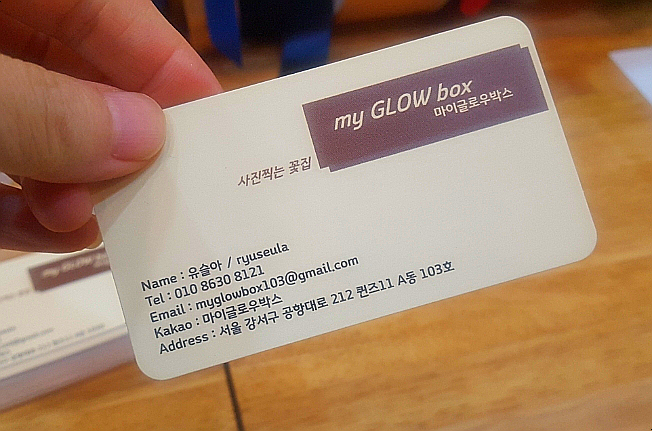 my GLOW box
마이글로우박스
사진찍는 꽃집
Name : 유슬아 / ryuseula
Tel : 010 8630 8121
Email : myglowbox103@gmail.com
Kakao : 마이글로우박스
Address : 서울 강서구 공항대로 212 퀸즈11 A동 103호
my GLOW